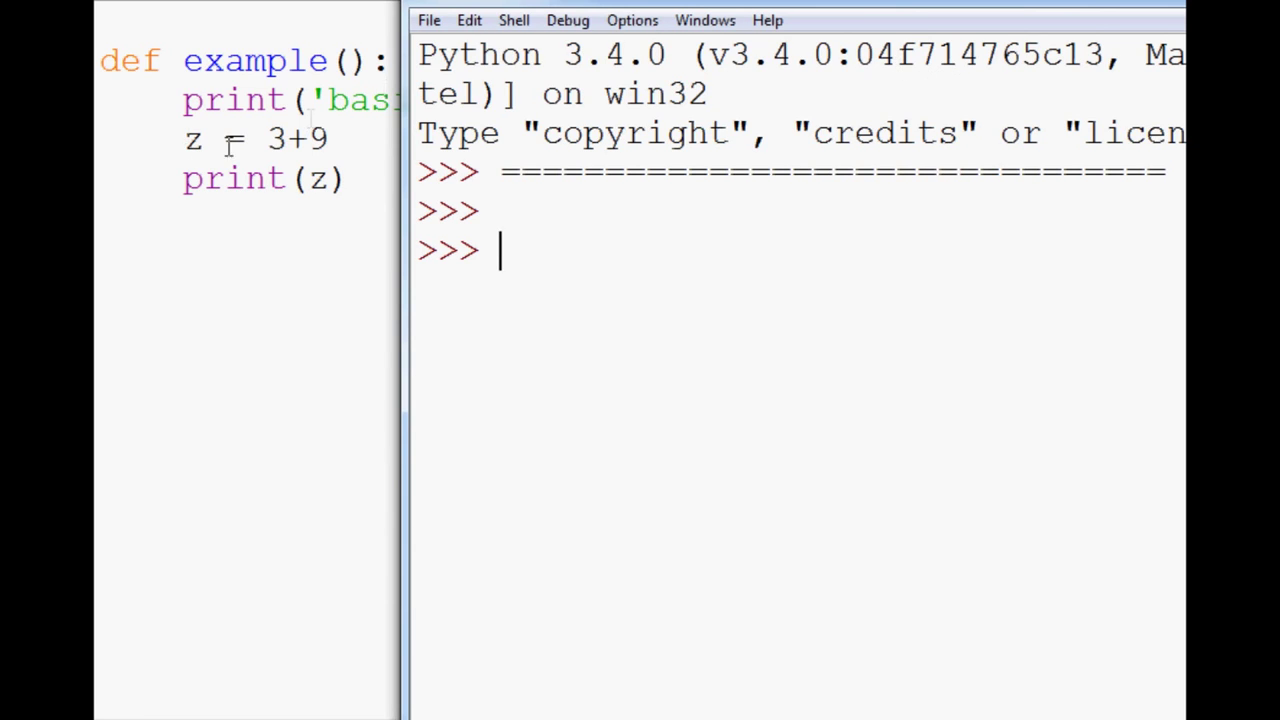 def example():
print('basi
z = 3+9
print(z)
File Edit Shell Debug Options Windows Help
Python 3.4.0 (v3.4.0:04f714765c13, Ma
tel)] on win32
Type "copyright", "credits" or "licen
>>> ================================
>>>
>>>